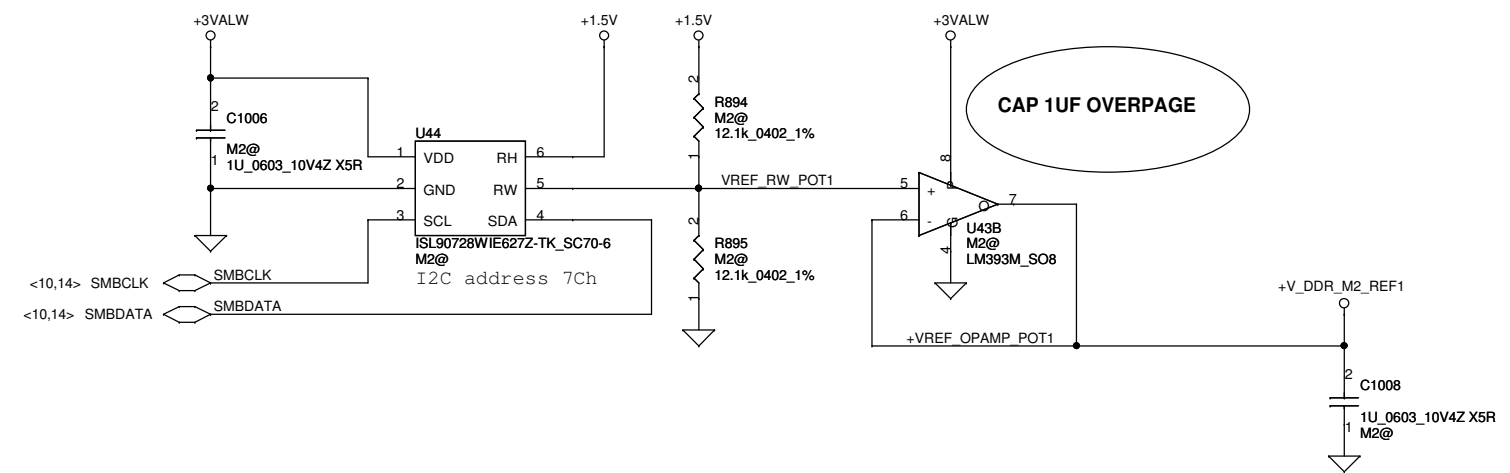 +3VALW
+1.5V
+1.5V
+3VALW
CAP 1UF OVERPAGE
2
C1006
M2@
1U_0603_10V4Z X5R
1
U44
1 VDD RH 6
2 GND RW 5
3 SCL SDA 4
ISL90728WIE627Z-TK_SC70-6
M2@
I2C address 7Ch
2
R894
M2@
12.1k_0402_1%
1
VREF_RW_POT1
2
R895
M2@
12.1k_0402_1%
1
8
5 +
6 -
7
P
G
O
4
U43B
M2@
LM393M_SO8
<10,14> SMBCLK
SMBCLK
<10,14> SMBDATA
SMBDATA
+VREF_OPAMP_POT1
+V_DDR_M2_REF1
2
C1008
1U_0603_10V4Z X5R
M2@
1